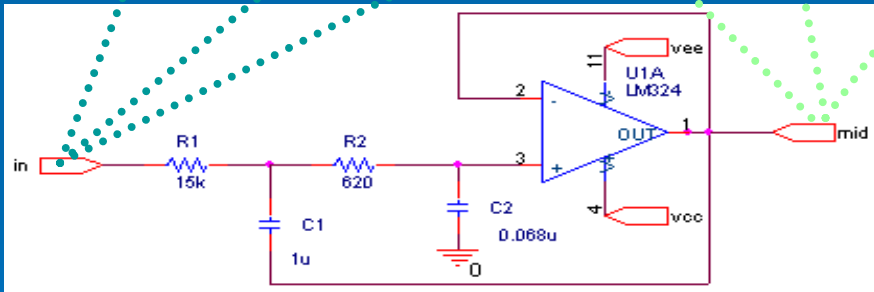 11
vee
U1A
LM324
2
-
OUT
1
mid
R1
R2
in
3
+
15k
620
4
vcc
C1
C2
0.068u
1u
0